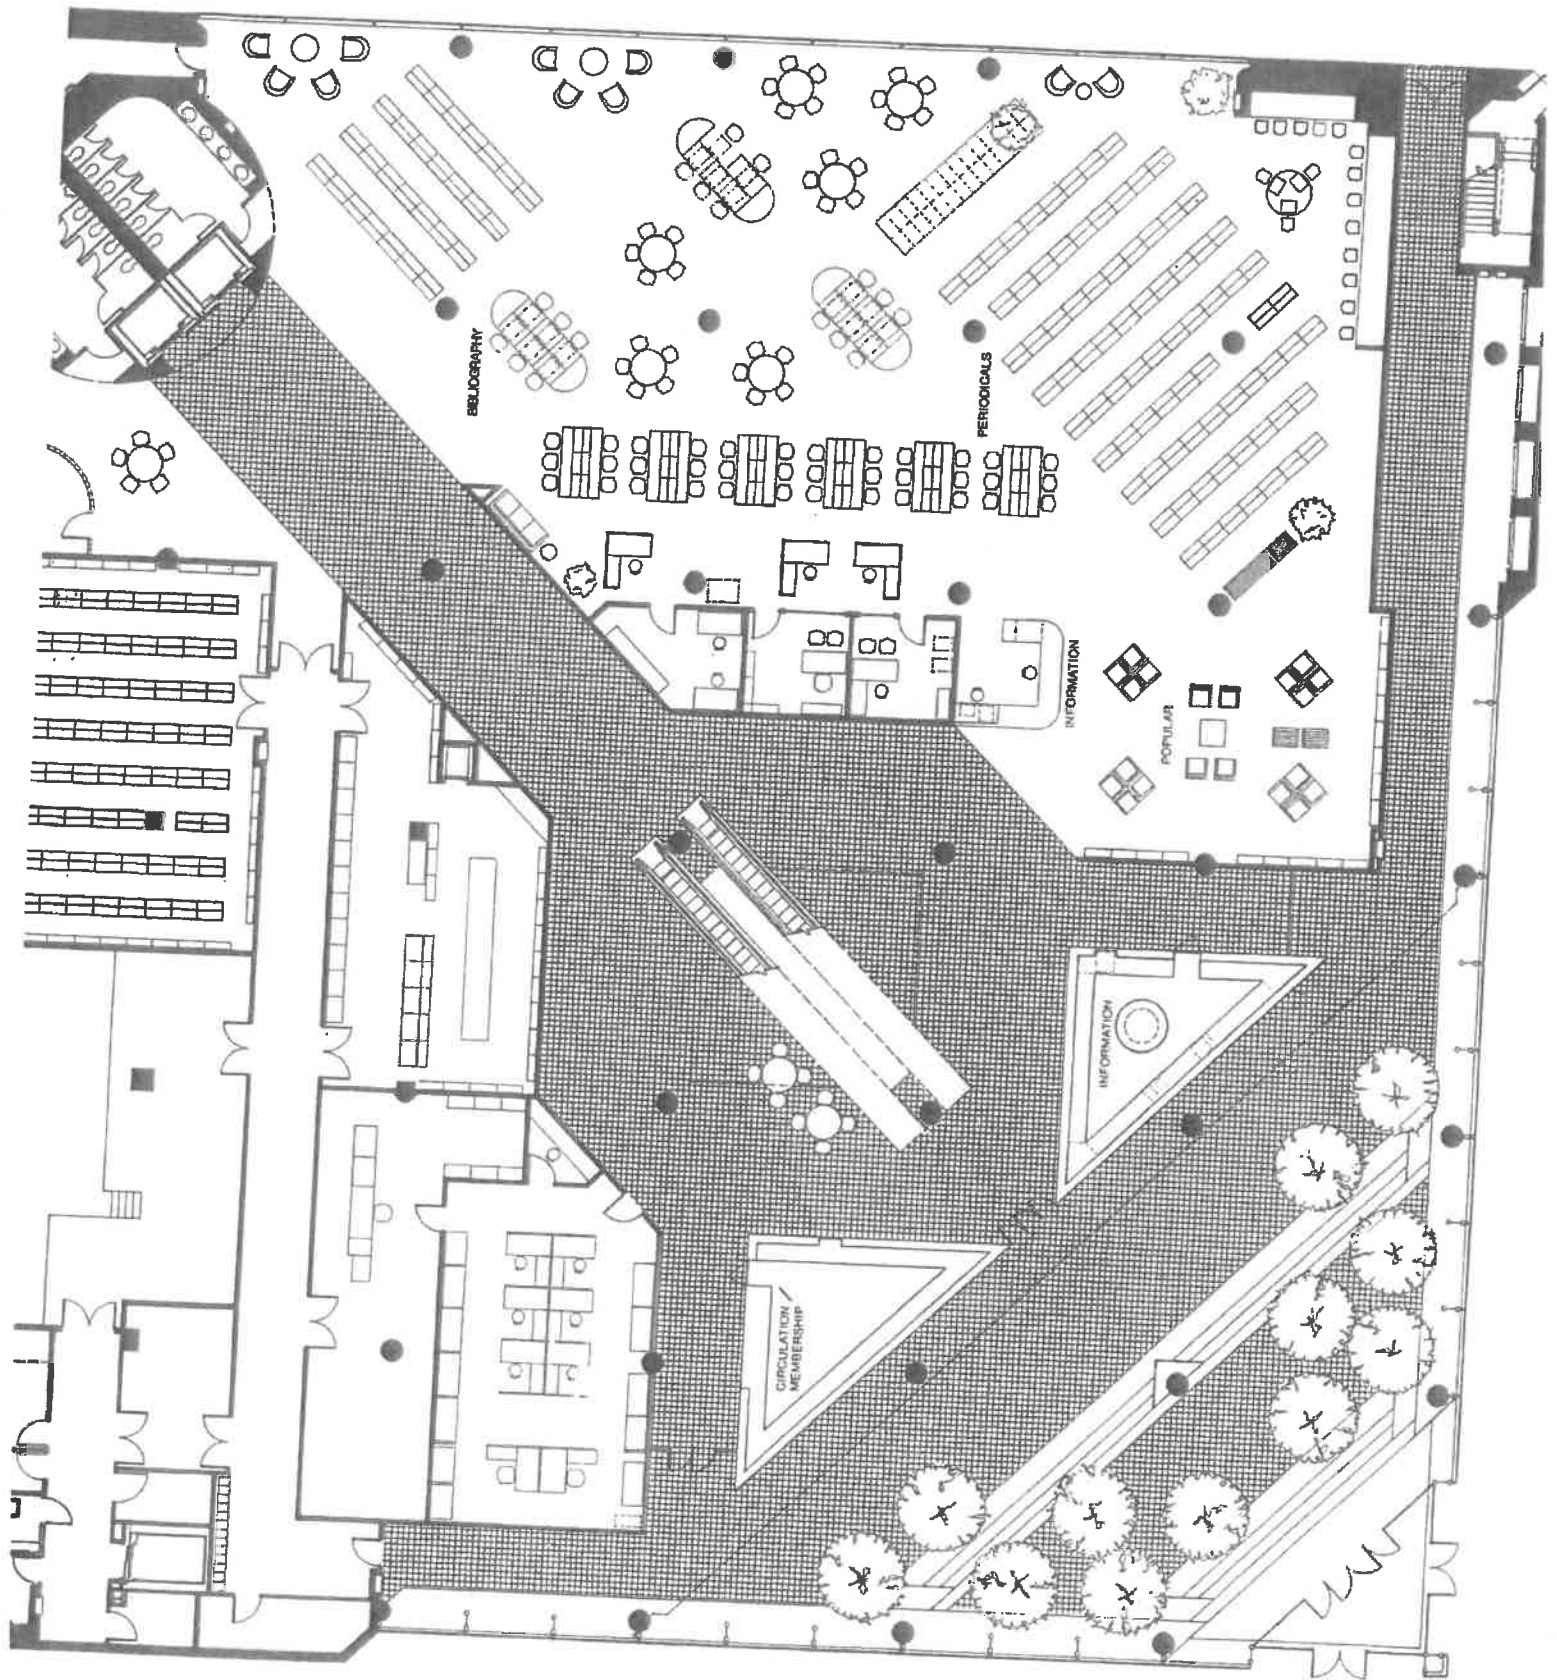 BIBLIOGRAPHY
PERIODICALS
INFORMATION
POPULAR
INFORMATION
CIRCULATION /
MEMBERSHIP